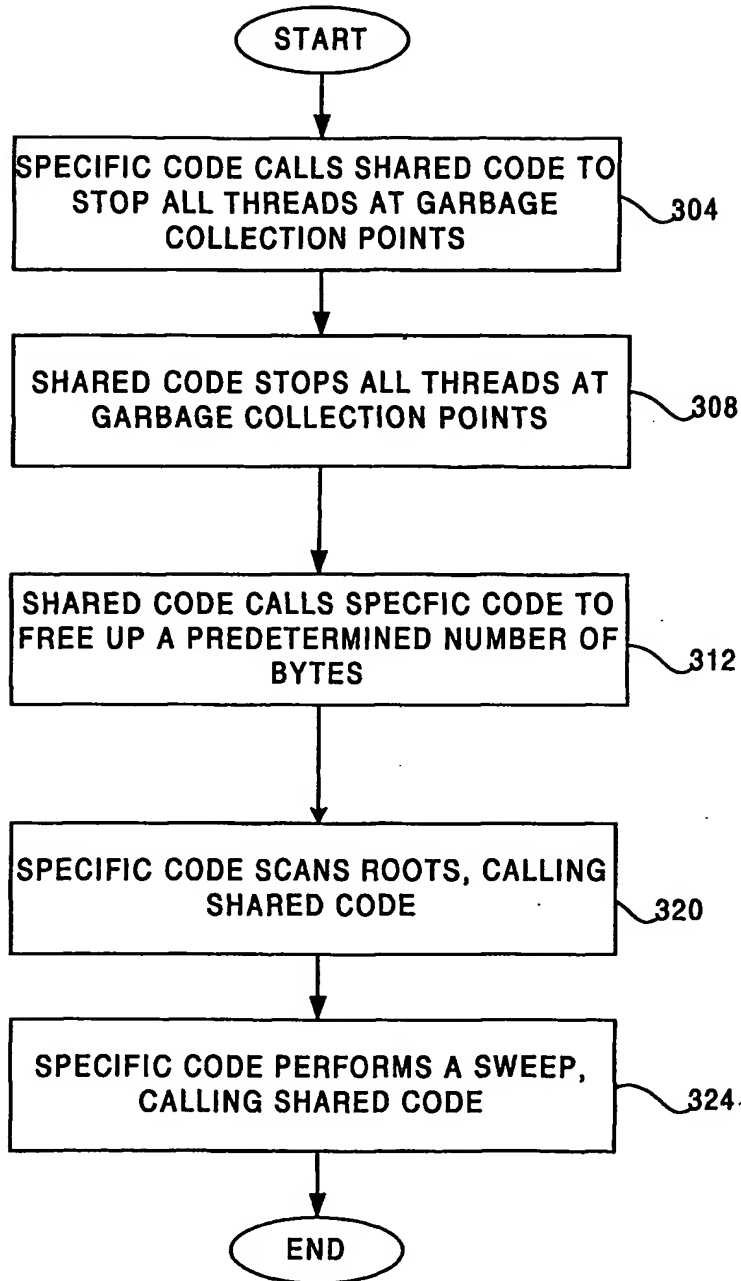 START
SPECIFIC CODE CALLS SHARED CODE TO
STOP ALL THREADS AT GARBAGE
COLLECTION POINTS
304
SHARED CODE STOPS ALL THREADS AT
GARBAGE COLLECTION POINTS
308
SHARED CODE CALLS SPECFIC CODE TO
FREE UP A PREDETERMINED NUMBER OF
BYTES
312
SPECIFIC CODE SCANS ROOTS, CALLING
SHARED CODE
320
SPECIFIC CODE PERFORMS A SWEEP,
CALLING SHARED CODE
324
END